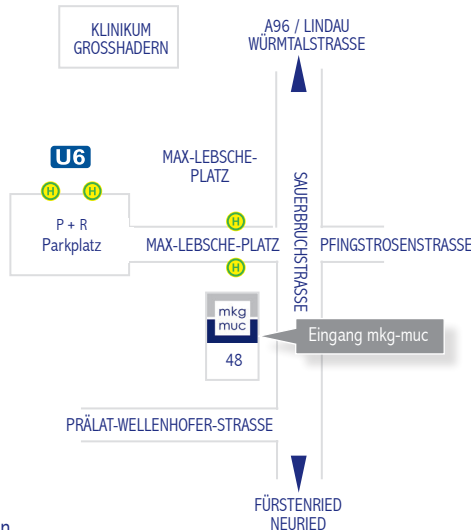 KLINIKUM
GROSSHADERN
A96 / LINDAU
WÜRMTALSTRASSE
U6
MAX-LEBSCHE-
PLATZ
H H
H
P + R
Parkplatz
MAX-LEBSCHE-PLATZ
SAUERBRUCHSTRASSE
PFINGSTROSENSTRASSE
H
mkg
muc
48
Eingang mkg-muc
PRÄLAT-WELLENHOFER-STRASSE
FÜRSTENRIED
NEURIED